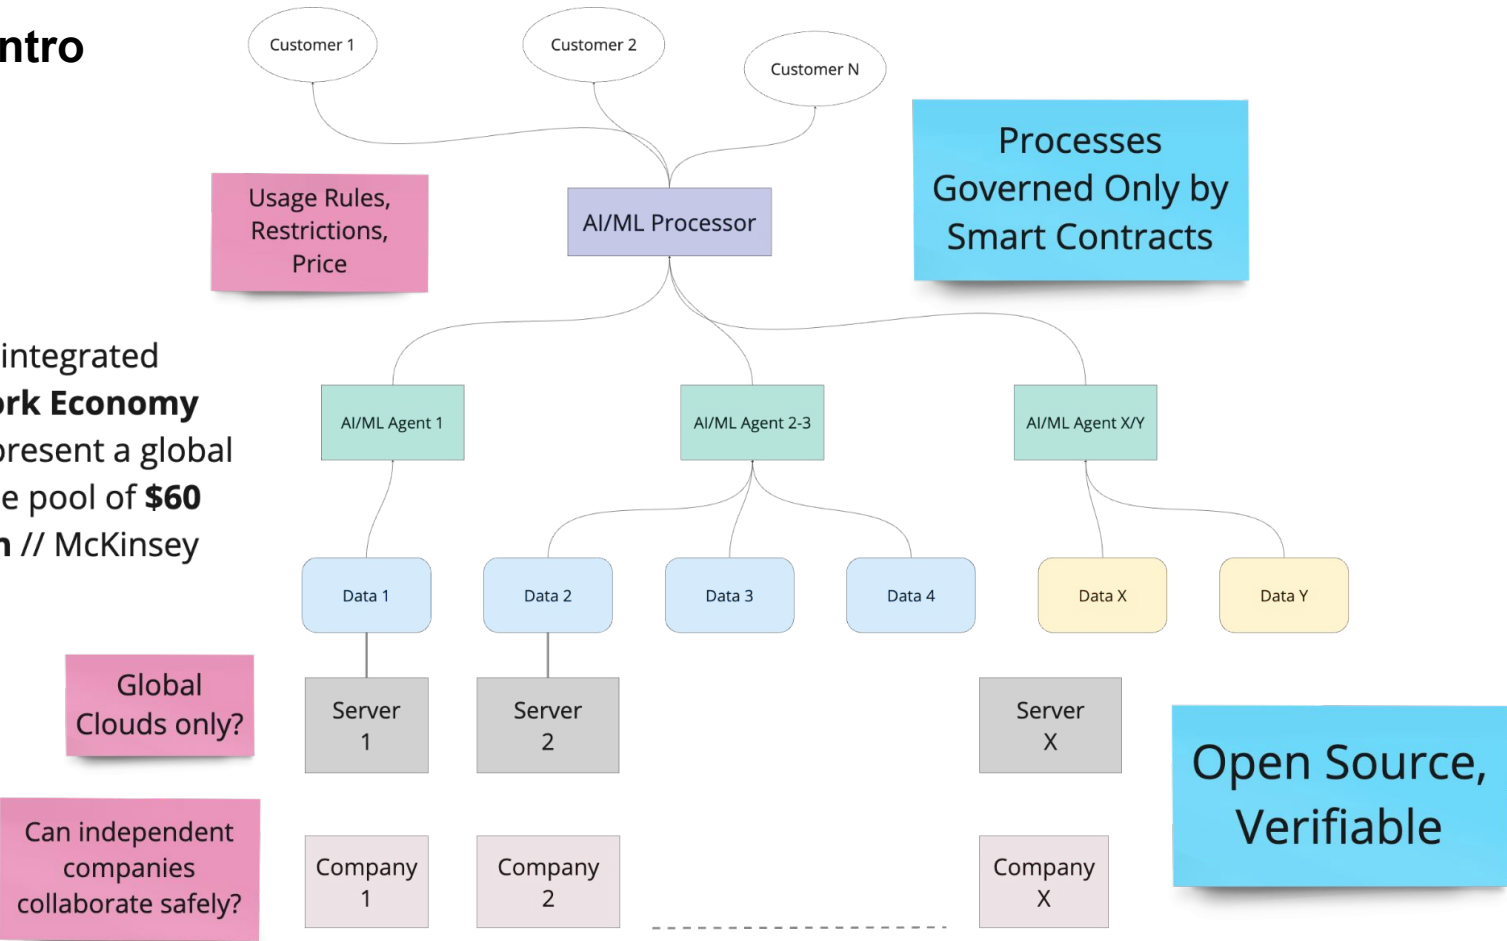 ntro
Customer 1
Customer 2
Customer N
Processes
Governed Only by
Smart Contracts
Usage Rules,
Restrictions,
Price
AI/ML Processor
integrated
ork Economy
present a global
e pool of $60
n // McKinsey
AI/ML Agent 1
AI/ML Agent 2-3
AI/ML Agent X/Y
Data 1
Data 2
Data 3
Data 4
Data X
Data Y
Global
Clouds only?
Server
1
Server
2
Server
X
Open Source,
Verifiable
Can independent
companies
collaborate safely?
Company
1
Company
2
Company
X